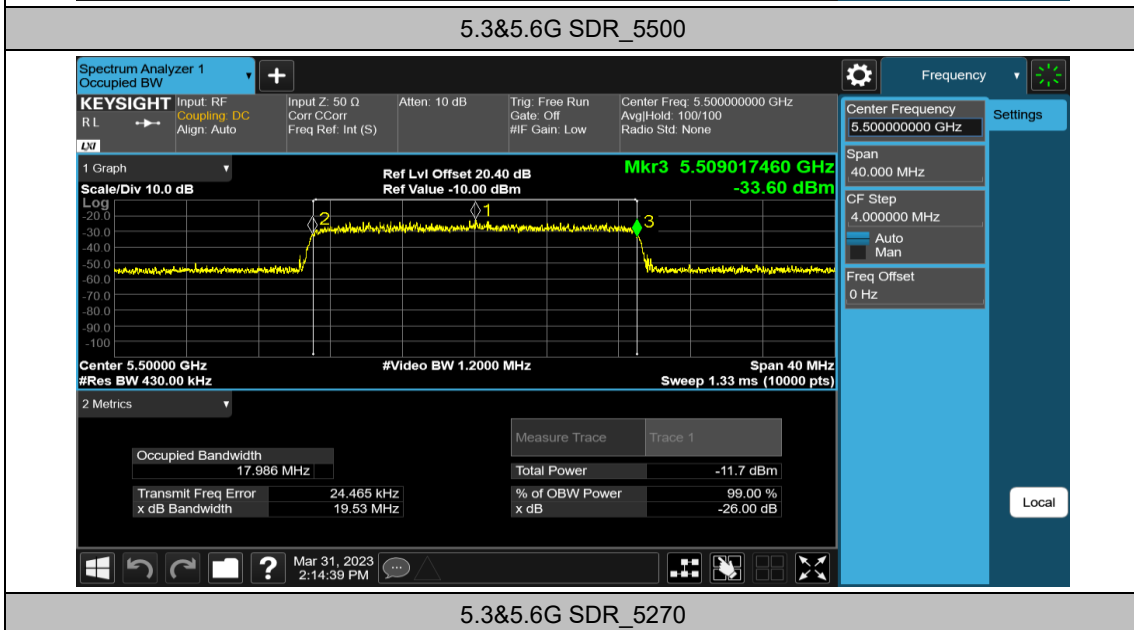 5.3&5.6G SDR_5500
Spectrum Analyzer 1
Occupied BW
+
Frequency
KEYSIGHT
R L
LXI
Input: RF
Coupling: DC
Align: Auto
Input Z: 50 Ω
Corr CCorr
Freq Ref: Int (S)
Atten: 10 dB
Trig: Free Run
Gate: Off
#IF Gain: Low
Center Freq: 5.500000000 GHz
Avg|Hold: 100/100
Radio Std: None
Center Frequency
5.500000000 GHz
Settings
Span
40.000 MHz
CF Step
4.000000 MHz
Auto
Man
Freq Offset
0 Hz
Local
1 Graph
Scale/Div 10.0 dB
Ref Lvl Offset 20.40 dB
Ref Value -10.00 dBm
Mkr3 5.509017460 GHz
-33.60 dBm
Log
-20.0
-30.0
-40.0
-50.0
-60.0
-70.0
-80.0
-90.0
-100
2
1
3
Center 5.50000 GHz
#Res BW 430.00 kHz
#Video BW 1.2000 MHz
Span 40 MHz
Sweep 1.33 ms (10000 pts)
2 Metrics
Measure Trace Trace 1
Occupied Bandwidth
17.986 MHz
Total Power -11.7 dBm
Transmit Freq Error 24.465 kHz
% of OBW Power 99.00 %
x dB Bandwidth 19.53 MHz
x dB -26.00 dB
?
Mar 31, 2023
2:14:39 PM
5.3&5.6G SDR_5270